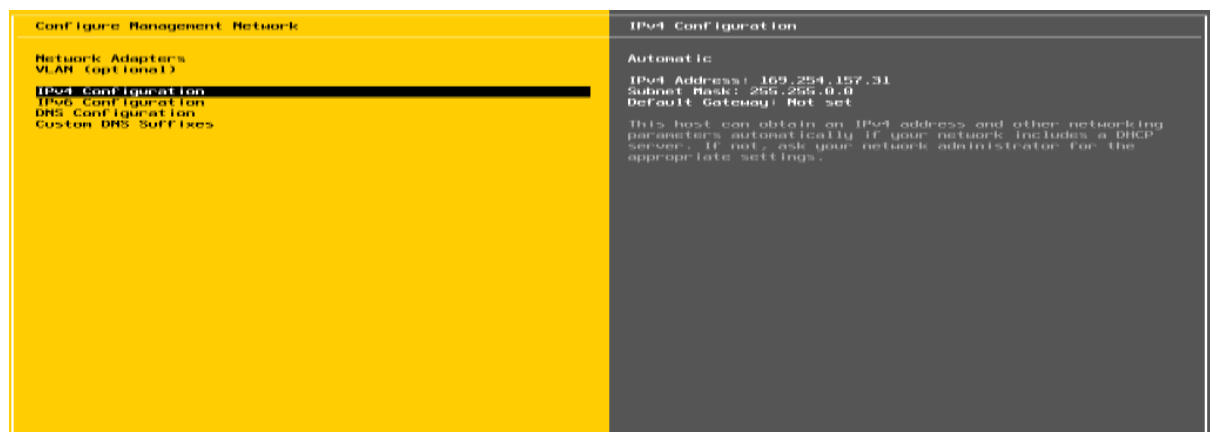 Configure Management Network
Network Adapters
VLAN (optional)
IPv4 Configuration
IPv6 Configuration
DNS Configuration
Custom DNS Suffixes
IPv4 Configuration
Automatic
IPv4 Address: 169.254.157.31
Subnet Mask: 255.255.0.0
Default Gateway: Not set
This host can obtain an IPv4 address and other networking
parameters automatically if your network includes a DHCP
server. If not, ask your network administrator for the
appropriate settings.